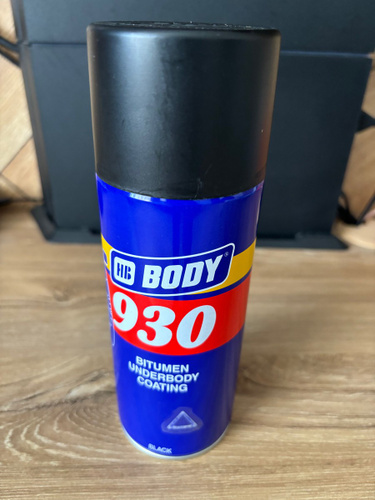 HB BODY®
930
BITUMEN
UNDERBODY
COATING
BLACK